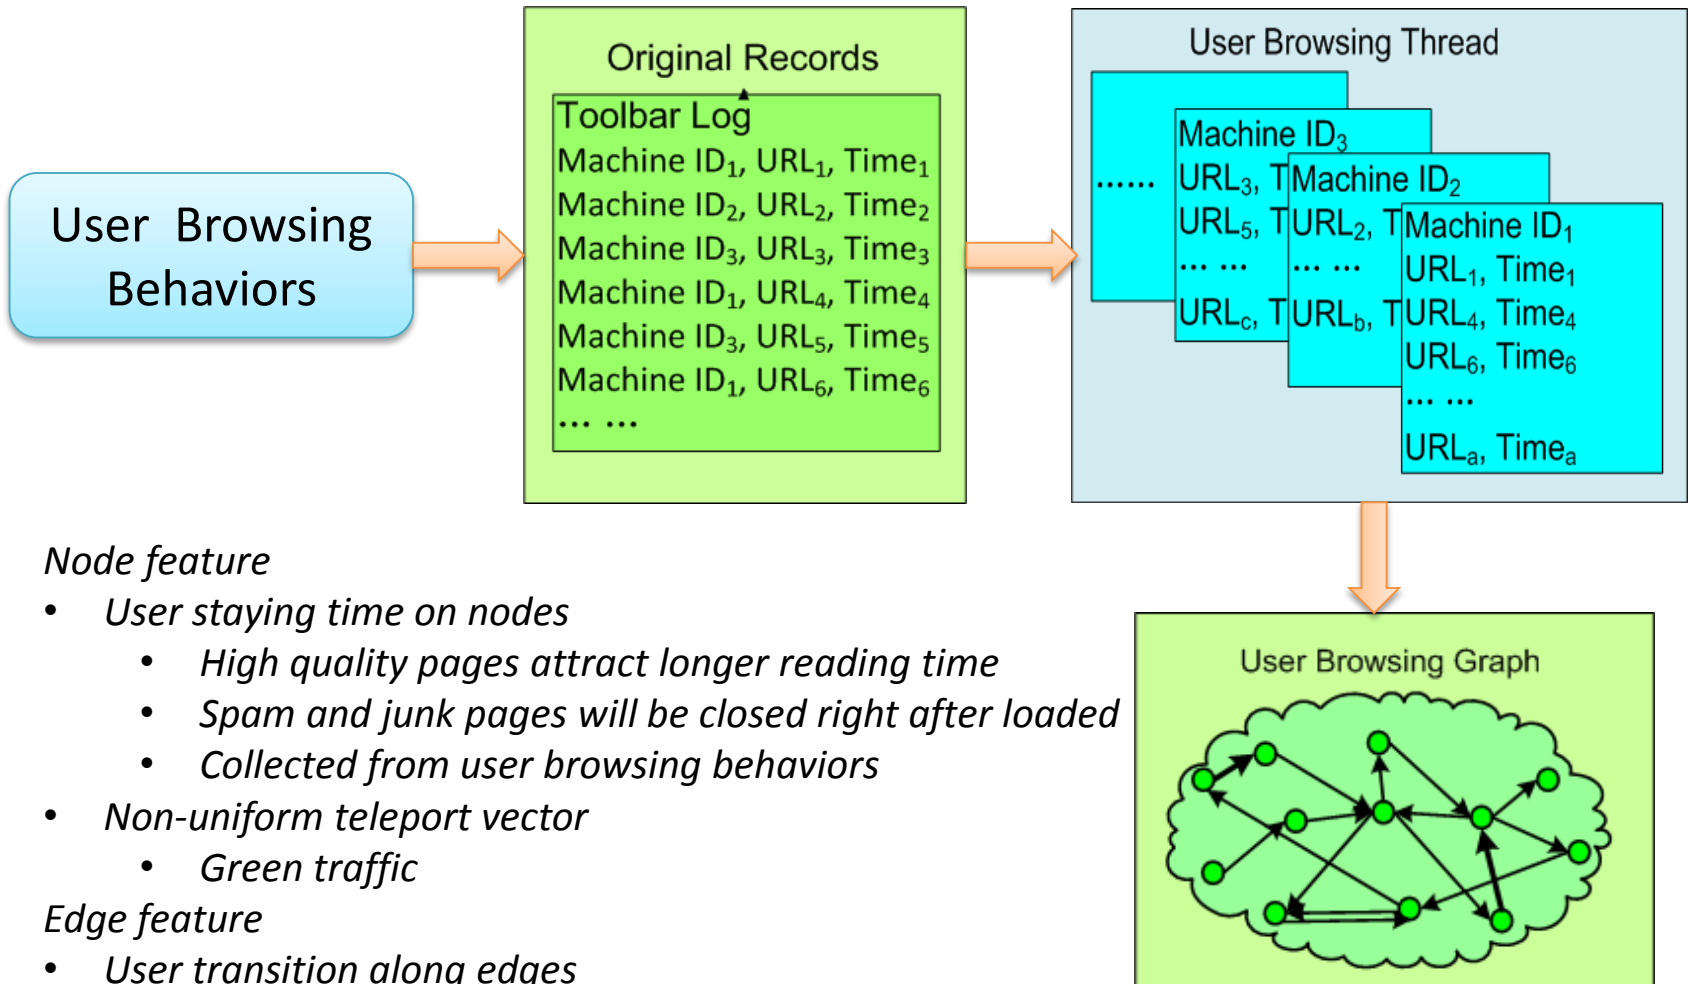 User Browsing
Behaviors
Original Records
Toolbar Log
Machine ID₁, URL₁, Time₁
Machine ID₂, URL₂, Time₂
Machine ID₃, URL₃, Time₃
Machine ID₁, URL₄, Time₄
Machine ID₃, URL₅, Time₅
Machine ID₁, URL₆, Time₆
... ...
User Browsing Thread
......
Machine ID₃
URL₃, T
URL₅, T
... ...
URL꜀, T
Machine ID₂
URL₂, T
... ...
URLb, T
Machine ID₁
URL₁, Time₁
URL₄, Time₄
URL₆, Time₆
... ...
URLₐ, Timeₐ
Node feature
• User staying time on nodes
• High quality pages attract longer reading time
• Spam and junk pages will be closed right after loaded
• Collected from user browsing behaviors
• Non-uniform teleport vector
• Green traffic
Edge feature
• User transition along edges
User Browsing Graph